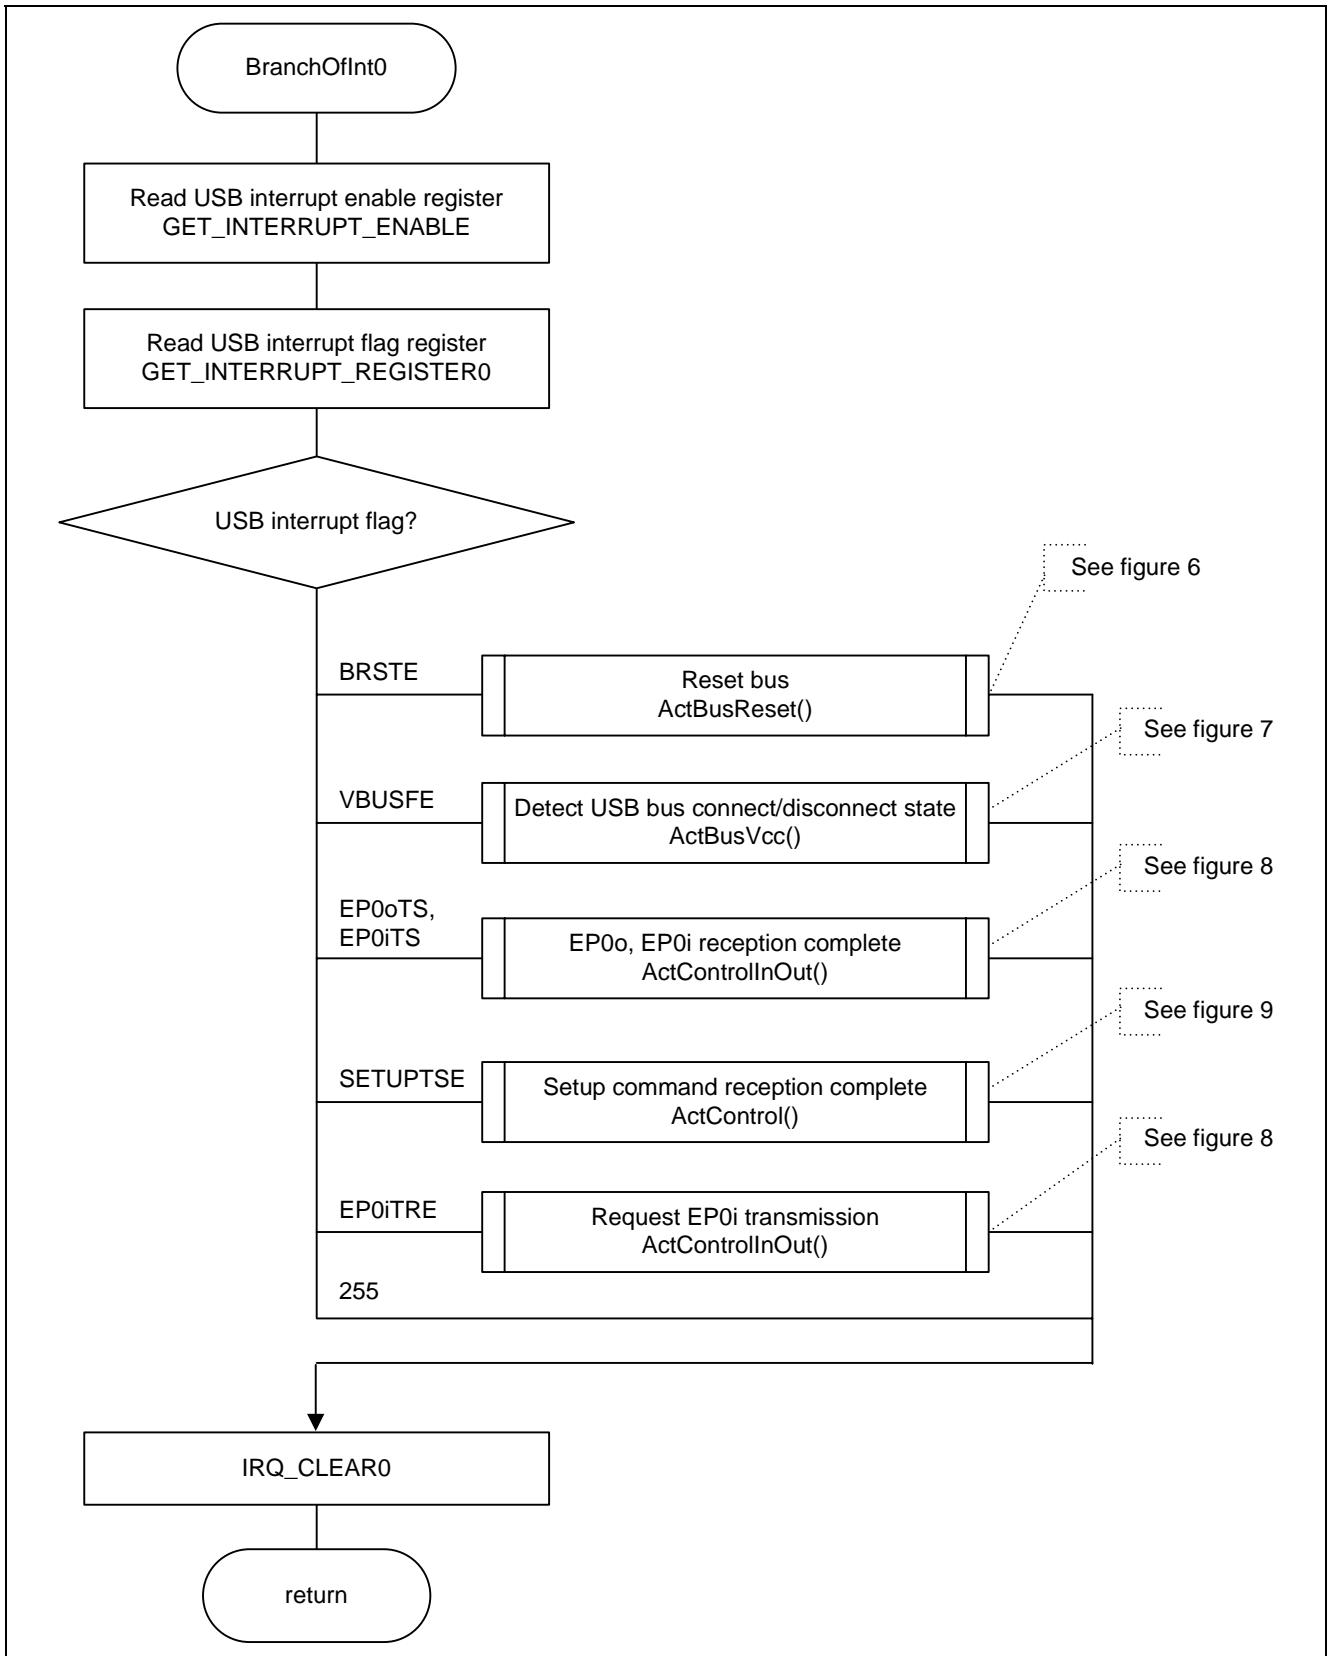 BranchOfInt0
Read USB interrupt enable register
GET_INTERRUPT_ENABLE
Read USB interrupt flag register
GET_INTERRUPT_REGISTER0
USB interrupt flag?
See figure 6
BRSTE
Reset bus
ActBusReset()
See figure 7
VBUSFE
Detect USB bus connect/disconnect state
ActBusVcc()
See figure 8
EP0oTS,
EP0iTS
EP0o, EP0i reception complete
ActControlInOut()
See figure 9
SETUPTSE
Setup command reception complete
ActControl()
See figure 8
EP0iTRE
Request EP0i transmission
ActControlInOut()
255
IRQ_CLEAR0
return